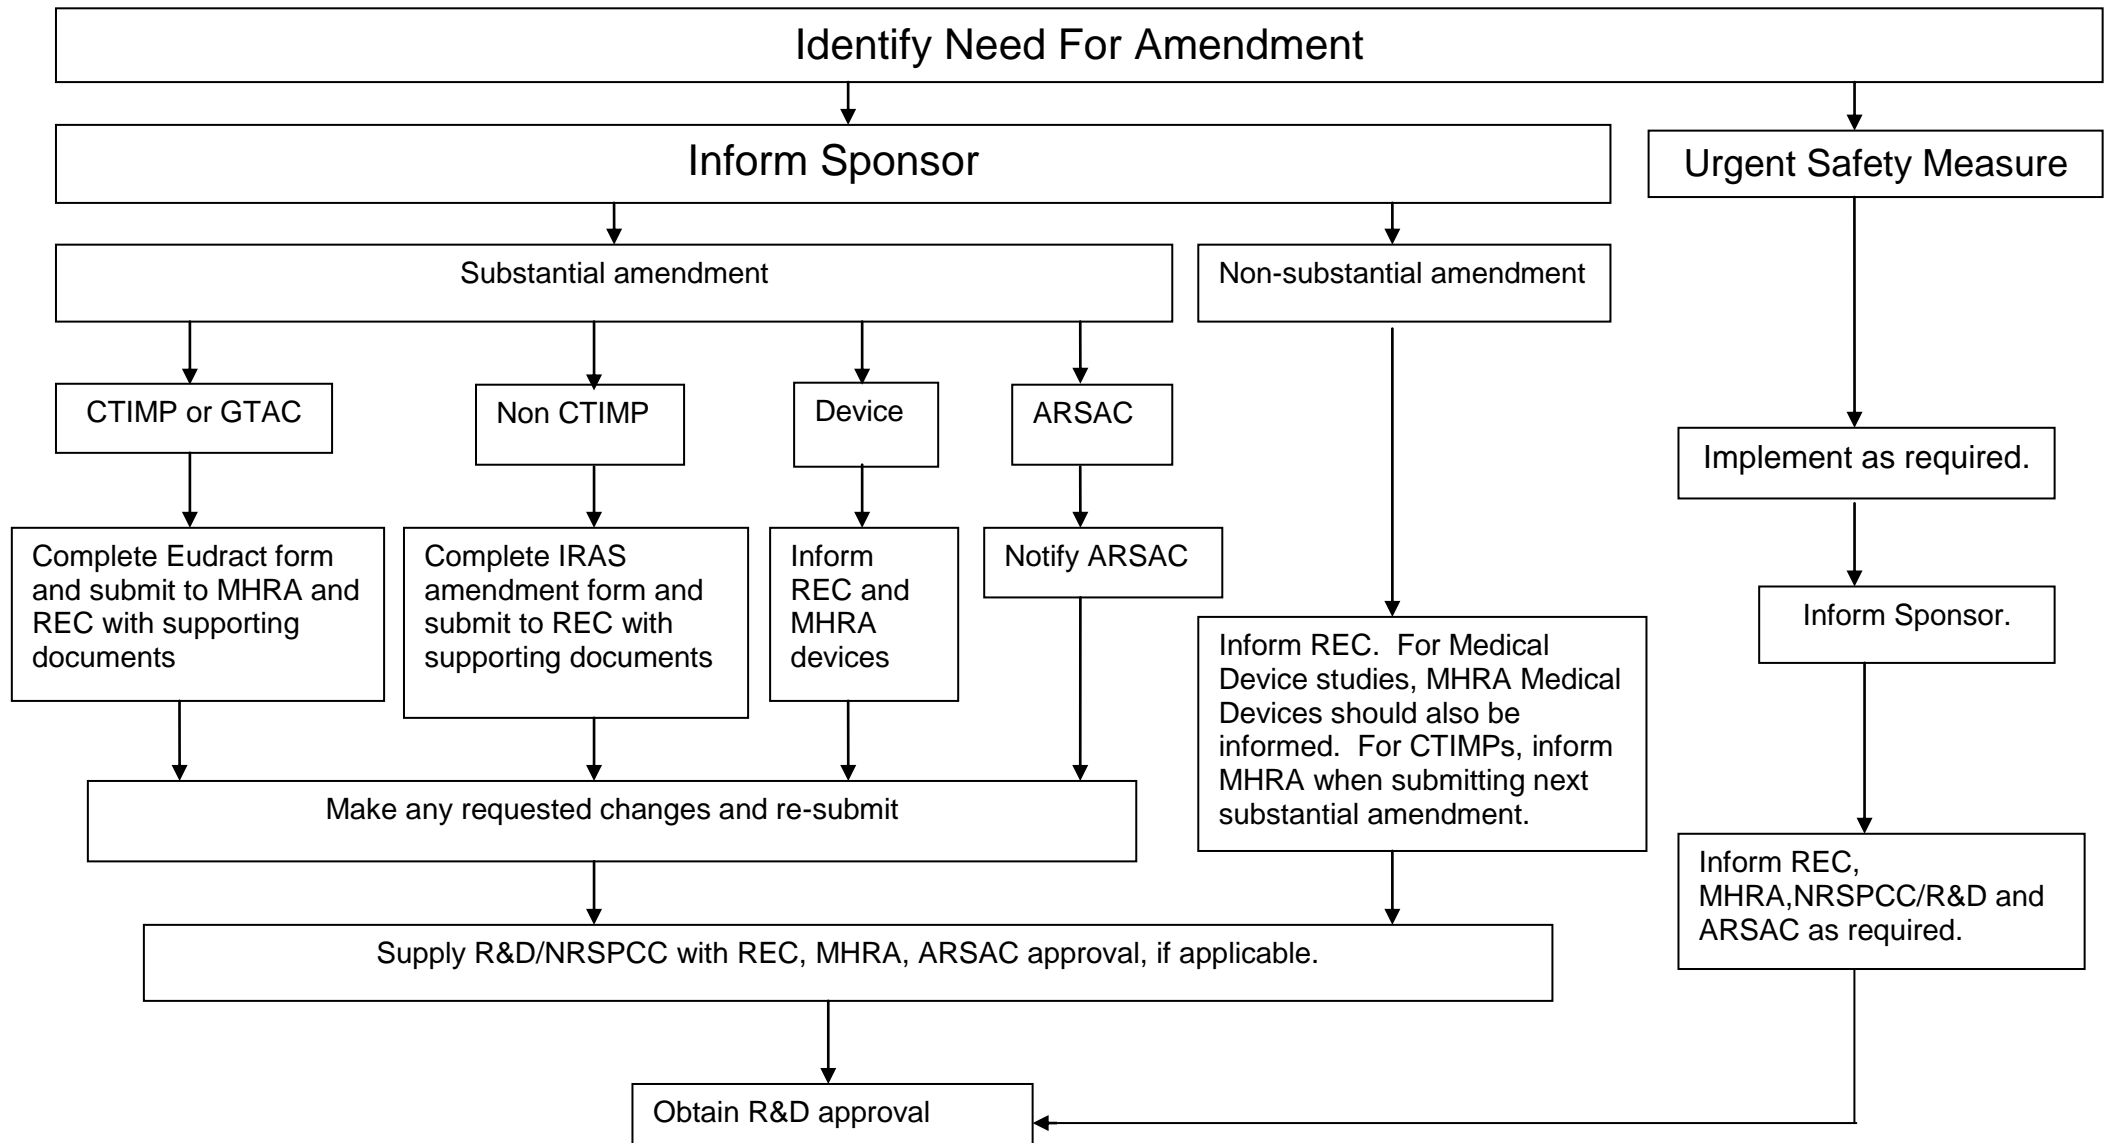 Identify Need For Amendment
Inform Sponsor
Urgent Safety Measure
Substantial amendment
Non-substantial amendment
CTIMP or GTAC
Non CTIMP
Device
ARSAC
Implement as required.
Complete Eudract form
and submit to MHRA and
REC with supporting
documents
Complete IRAS
amendment form and
submit to REC with
supporting documents
Inform
REC and
MHRA
devices
Notify ARSAC
Inform REC.  For Medical
Device studies, MHRA Medical
Devices should also be
informed.  For CTIMPs, inform
MHRA when submitting next
substantial amendment.
Inform Sponsor.
Make any requested changes and re-submit
Inform REC,
MHRA,NRSPCC/R&D and
ARSAC as required.
Supply R&D/NRSPCC with REC, MHRA, ARSAC approval, if applicable.
Obtain R&D approval